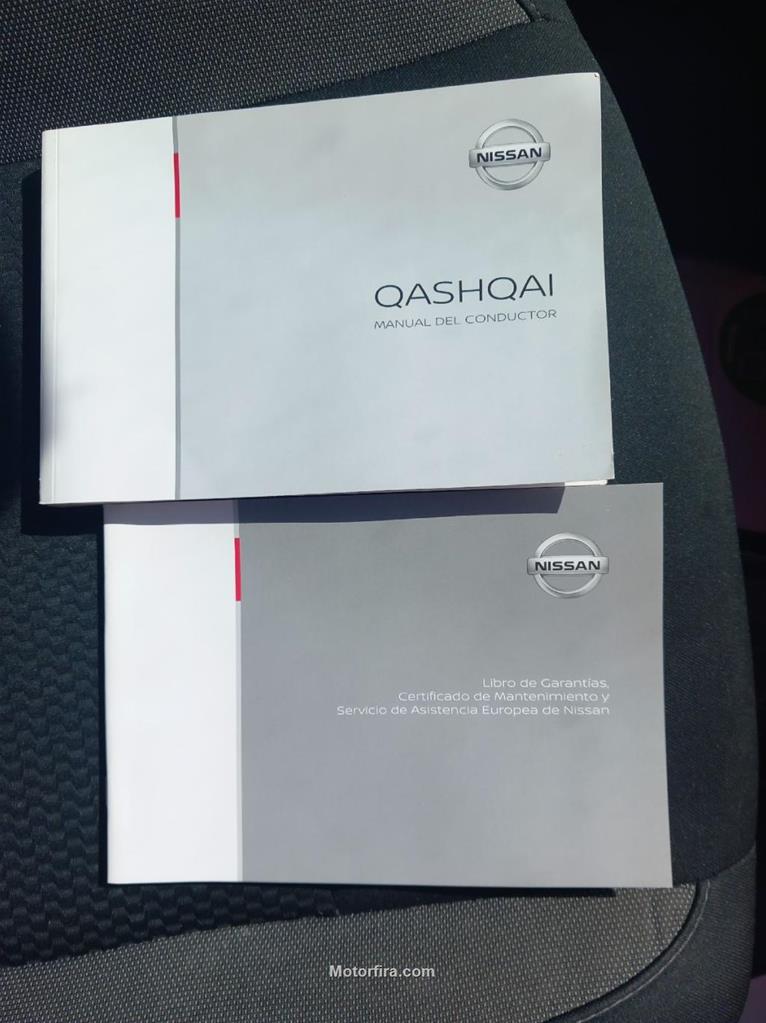 NISSAN
QASHQAI
MANUAL DEL CONDUCTOR
NISSAN
Libro de Garantías,
Certificado de Mantenimiento y
Servicio de Asistencia Europea de Nissan
Motorfira.com